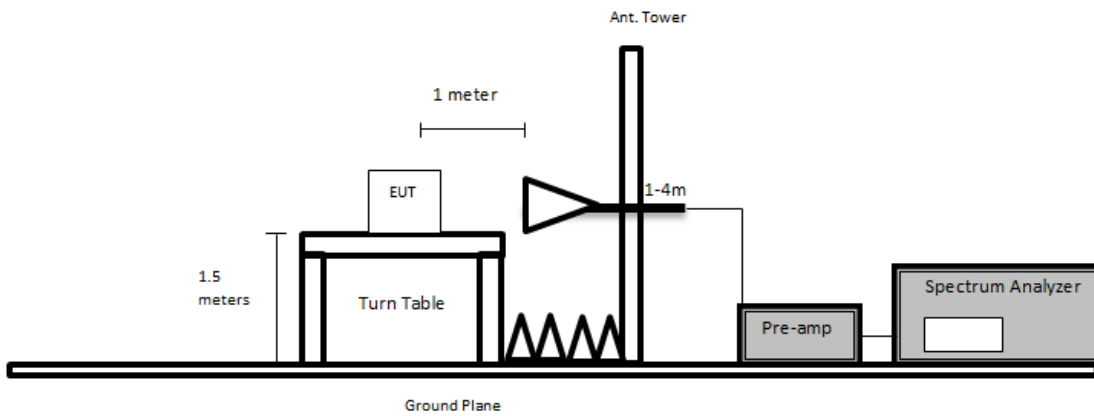 Ant. Tower
1 meter
EUT
1-4m
1.5
meters
Turn Table
Spectrum Analyzer
Pre-amp
Ground Plane